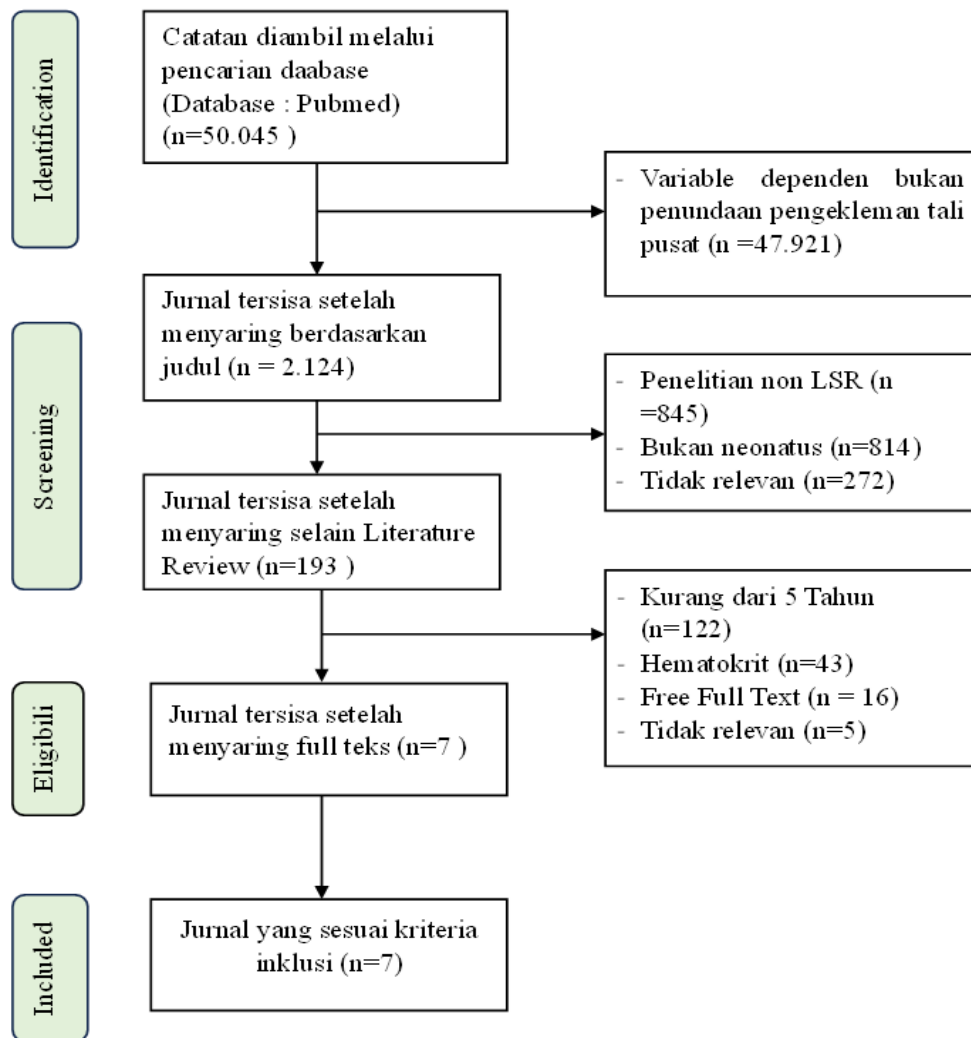 Identification
Catatan diambil melalui
pencarian daabase
(Database : Pubmed)
(n=50.045 )
- Variable dependen bukan
penundaan pengekleman tali
pusat (n =47.921)
Screening
Jurnal tersisa setelah
menyaring berdasarkan
judul (n = 2.124)
- Penelitian non LSR (n
=845)
- Bukan neonatus (n=814)
- Tidak relevan (n=272)
Jurnal tersisa setelah
menyaring selain Literature
Review (n=193 )
- Kurang dari 5 Tahun
(n=122)
- Hematokrit (n=43)
- Free Full Text (n = 16)
- Tidak relevan (n=5)
Eligibili
Jurnal tersisa setelah
menyaring full teks (n=7 )
Included
Jurnal yang sesuai kriteria
inklusi (n=7)